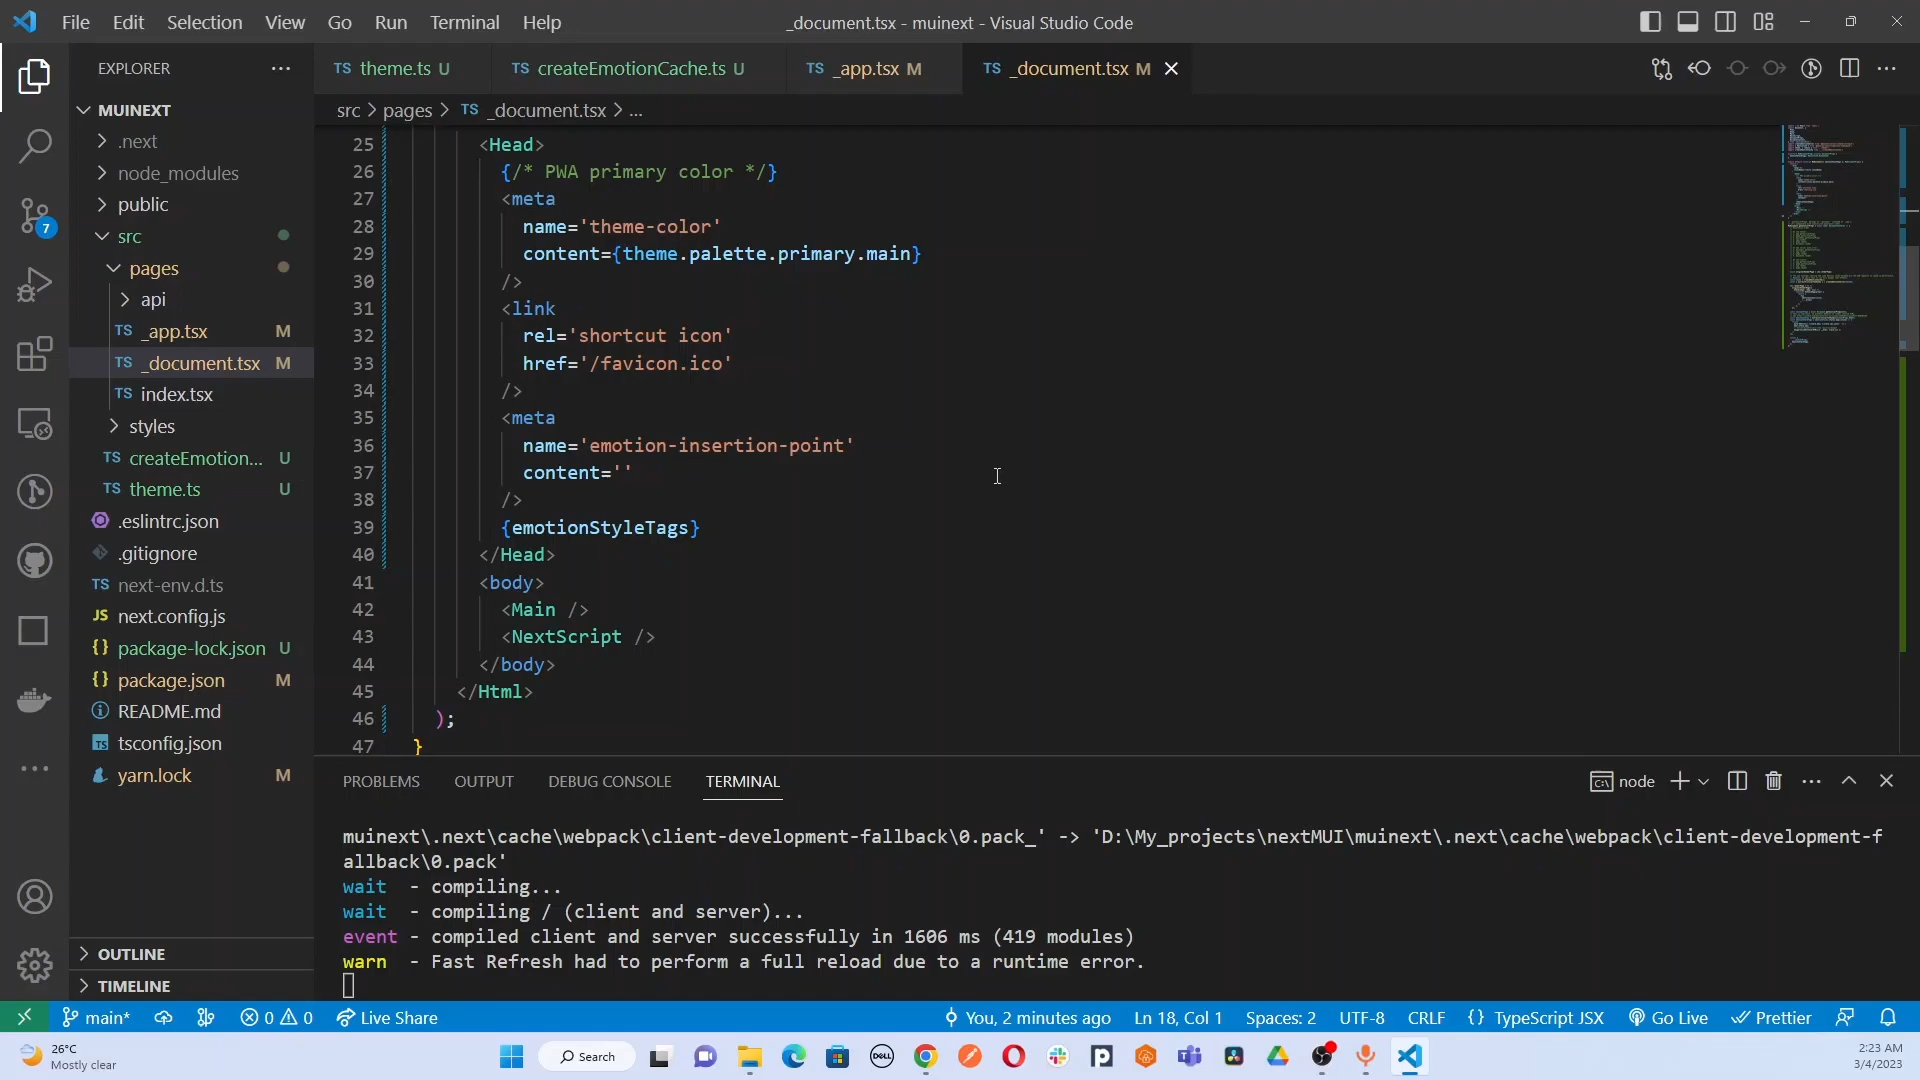 File Edit Selection View Go Run Terminal Help
_document.tsx - muinext - Visual Studio Code
EXPLORER
MUINEXT
.next
node_modules
public
src
pages
api
TS _app.tsx M
TS _document.tsx M
TS index.tsx
styles
TS createEmotion... U
TS theme.ts U
.eslintrc.json
.gitignore
TS next-env.d.ts
JS next.config.js
{} package-lock.json U
{} package.json M
README.md
TS tsconfig.json
yarn.lock M
OUTLINE
TIMELINE
7
TS theme.ts U
TS createEmotionCache.ts U
TS _app.tsx M
TS _document.tsx M
src > pages > TS _document.tsx > ...
25 <Head>
26 {/* PWA primary color */}
27 <meta
28 name='theme-color'
29 content={theme.palette.primary.main}
30 />
31 <link
32 rel='shortcut icon'
33 href='/favicon.ico'
34 />
35 <meta
36 name='emotion-insertion-point'
37 content=''
38 />
39 {emotionStyleTags}
40 </Head>
41 <body>
42 <Main />
43 <NextScript />
44 </body>
45 </Html>
46 );
47 }
PROBLEMS OUTPUT DEBUG CONSOLE TERMINAL
node
muinext\.next\cache\webpack\client-development-fallback\0.pack_' -> 'D:\My_projects\nextMUI\muinext\.next\cache\webpack\client-development-f
allback\0.pack'
wait - compiling...
wait - compiling / (client and server)...
event - compiled client and server successfully in 1606 ms (419 modules)
warn - Fast Refresh had to perform a full reload due to a runtime error.
main* 0 0 Live Share
You, 2 minutes ago Ln 18, Col 1 Spaces: 2 UTF-8 CRLF {} TypeScript JSX Go Live Prettier
26°C
Mostly clear
Search
DELL
2:23 AM
3/4/2023